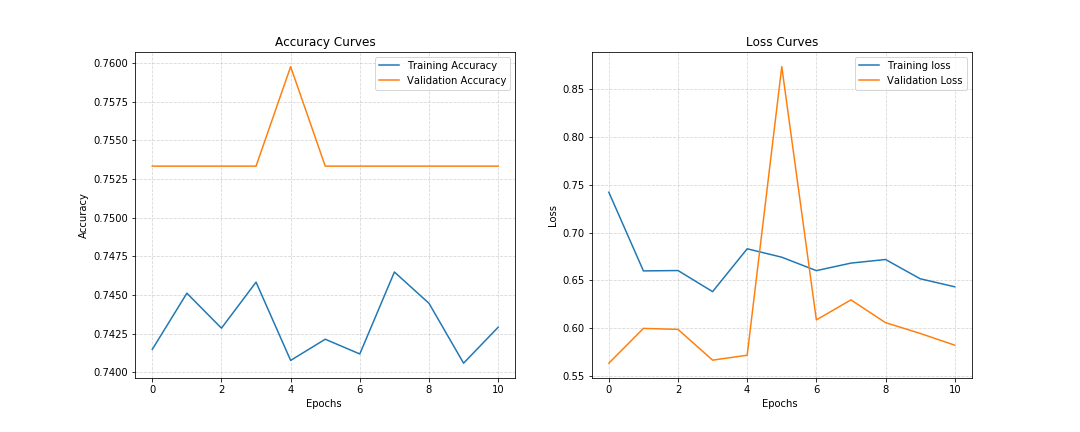 Accuracy Curves
0.7600
0.7575
0.7550
0.7525
0.7500
0.7475
0.7450
0.7425
0.7400
Accuracy
Training Accuracy
Validation Accuracy
0 2 4 6 8 10
Epochs
Loss Curves
0.85
0.80
0.75
0.70
0.65
0.60
0.55
Loss
Training loss
Validation Loss
0 2 4 6 8 10
Epochs